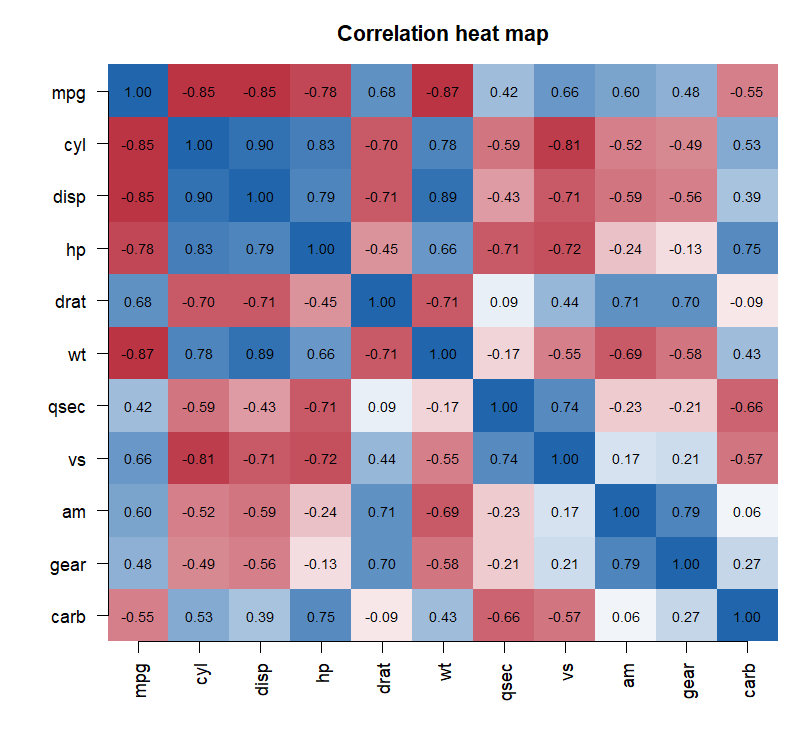 Correlation heat map
mpg 1.00 -0.85 -0.85 -0.78 0.68 -0.87 0.42 0.66 0.60 0.48 -0.55
cyl -0.85 1.00 0.90 0.83 -0.70 0.78 -0.59 -0.81 -0.52 -0.49 0.53
disp -0.85 0.90 1.00 0.79 -0.71 0.89 -0.43 -0.71 -0.59 -0.56 0.39
hp -0.78 0.83 0.79 1.00 -0.45 0.66 -0.71 -0.72 -0.24 -0.13 0.75
drat 0.68 -0.70 -0.71 -0.45 1.00 -0.71 0.09 0.44 0.71 0.70 -0.09
wt -0.87 0.78 0.89 0.66 -0.71 1.00 -0.17 -0.55 -0.69 -0.58 0.43
qsec 0.42 -0.59 -0.43 -0.71 0.09 -0.17 1.00 0.74 -0.23 -0.21 -0.66
vs 0.66 -0.81 -0.71 -0.72 0.44 -0.55 0.74 1.00 0.17 0.21 -0.57
am 0.60 -0.52 -0.59 -0.24 0.71 -0.69 -0.23 0.17 1.00 0.79 0.06
gear 0.48 -0.49 -0.56 -0.13 0.70 -0.58 -0.21 0.21 0.79 1.00 0.27
carb -0.55 0.53 0.39 0.75 -0.09 0.43 -0.66 -0.57 0.06 0.27 1.00
mpg cyl disp hp drat wt qsec vs am gear carb